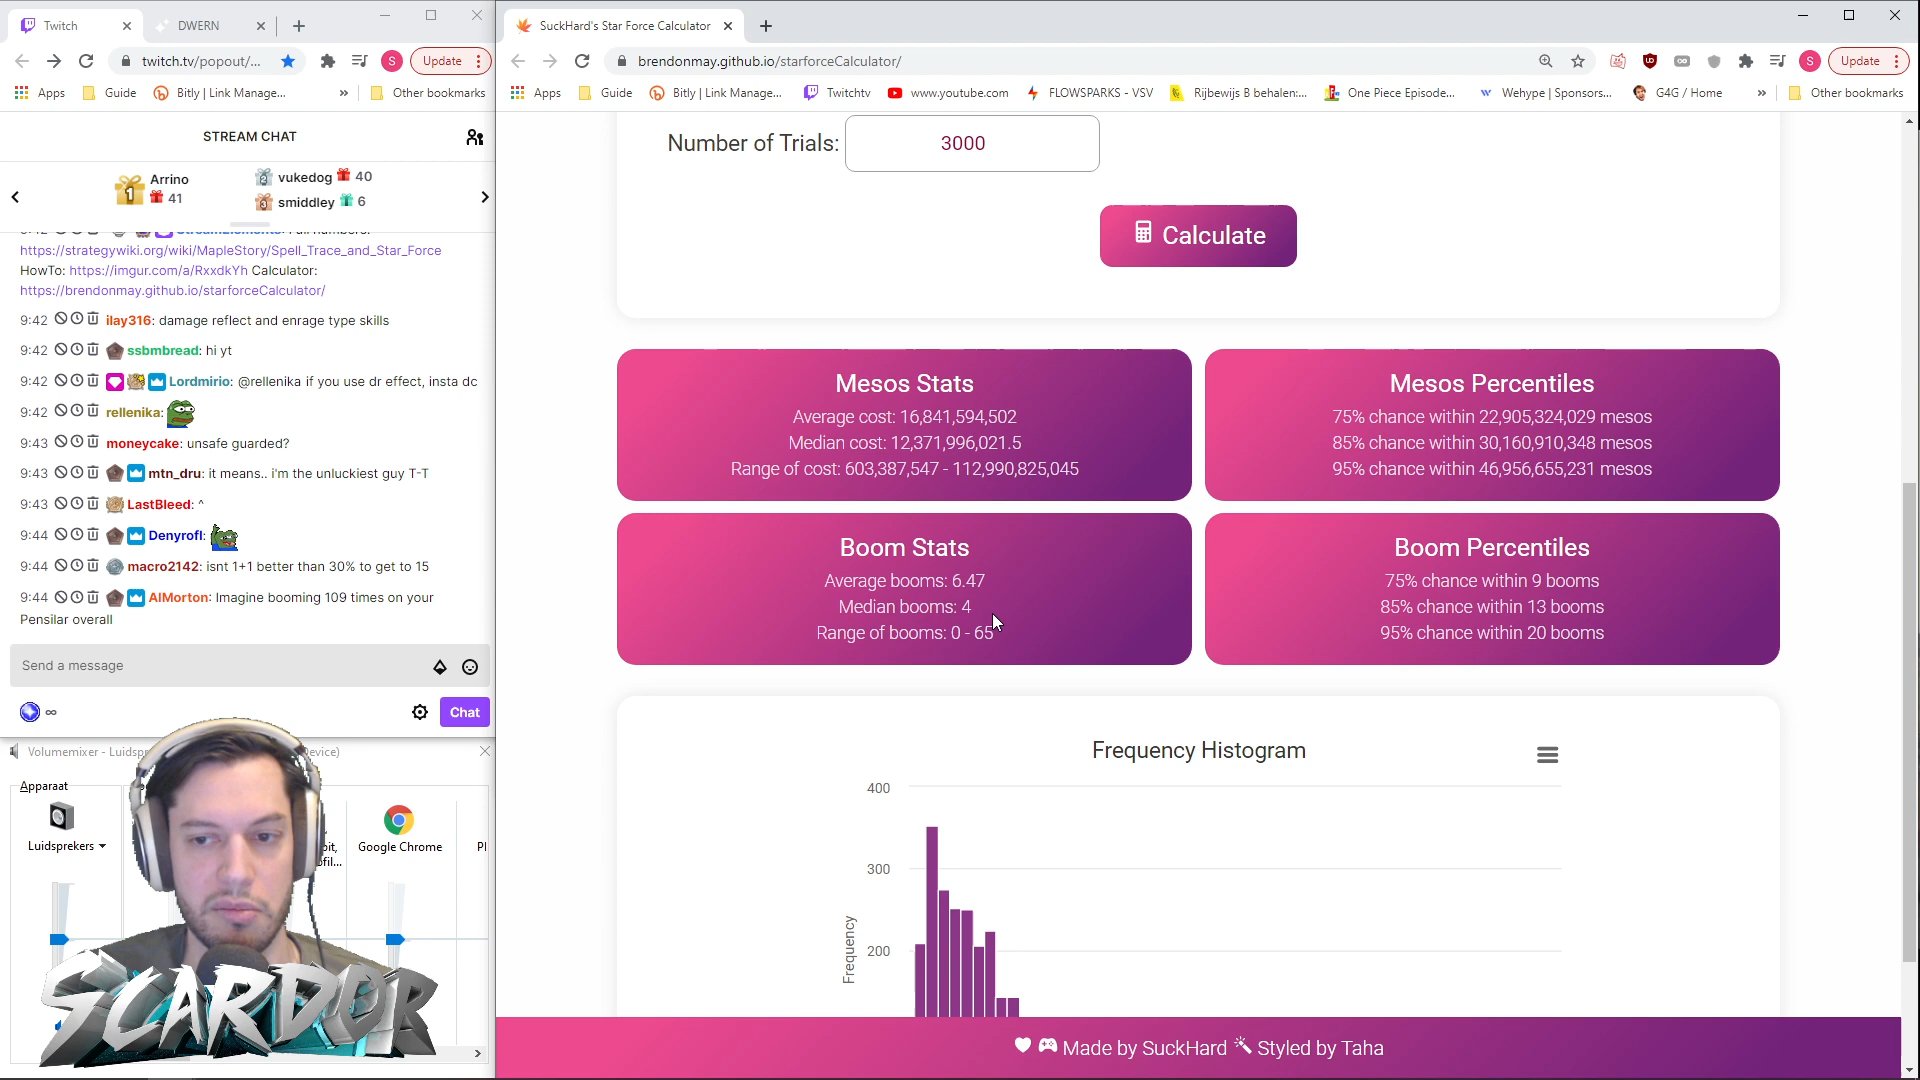 Twitch
DWERN
twitch.tv/popout/...
S
Update
Apps
Guide
Bitly | Link Manage...
»
Other bookmarks
STREAM CHAT
1
Arrino
41
2
vukedog
40
3
smiddley
6
https://strategywiki.org/wiki/MapleStory/Spell_Trace_and_Star_Force
HowTo: https://imgur.com/a/RxxdkYh Calculator:
https://brendonmay.github.io/starforceCalculator/
9:42 ilay316: damage reflect and enrage type skills
9:42 ssbmbread: hi yt
9:42 Lordmirio: @rellenika if you use dr effect, insta dc
9:42 rellenika:
9:43 moneycake: unsafe guarded?
9:43 mtn_dru: it means.. i'm the unluckiest guy T-T
9:43 LastBleed: ^
9:44 Denyrofl:
9:44 macro2142: isnt 1+1 better than 30% to get to 15
9:44 AlMorton: Imagine booming 109 times on your
Pensilar overall
Send a message
∞
Chat
Apparaat
Luidsprekers
Google Chrome
SCARDOR
SuckHard's Star Force Calculator
brendonmay.github.io/starforceCalculator/
S
Update
Apps
Guide
Bitly | Link Manage...
Twitchtv
www.youtube.com
FLOWSPARKS - VSV
Rijbewijs B behalen:...
One Piece Episode...
Wehype | Sponsors...
G4G / Home
»
Other bookmarks
Number of Trials:
3000
Calculate
Mesos Stats
Average cost: 16,841,594,502
Median cost: 12,371,996,021.5
Range of cost: 603,387,547 - 112,990,825,045
Mesos Percentiles
75% chance within 22,905,324,029 mesos
85% chance within 30,160,910,348 mesos
95% chance within 46,956,655,231 mesos
Boom Stats
Average booms: 6.47
Median booms: 4
Range of booms: 0 - 65
Boom Percentiles
75% chance within 9 booms
85% chance within 13 booms
95% chance within 20 booms
Frequency Histogram
400
300
200
Frequency
Made by SuckHard Styled by Taha